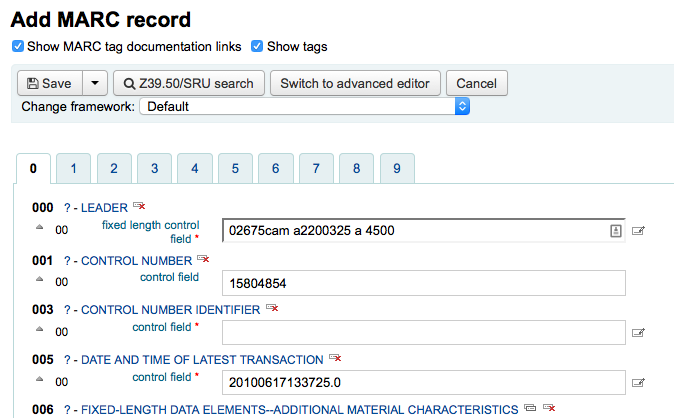 Add MARC record
Show MARC tag documentation links Show tags
Save Z39.50/SRU search Switch to advanced editor Cancel
Change framework: Default
0 1 2 3 4 5 6 7 8 9
000 ? - LEADER
00 fixed length control field * 02675cam a2200325 a 4500
001 ? - CONTROL NUMBER
00 control field 15804854
003 ? - CONTROL NUMBER IDENTIFIER
00 control field *
005 ? - DATE AND TIME OF LATEST TRANSACTION
00 control field * 20100617133725.0
006 ? - FIXED-LENGTH DATA ELEMENTS--ADDITIONAL MATERIAL CHARACTERISTICS